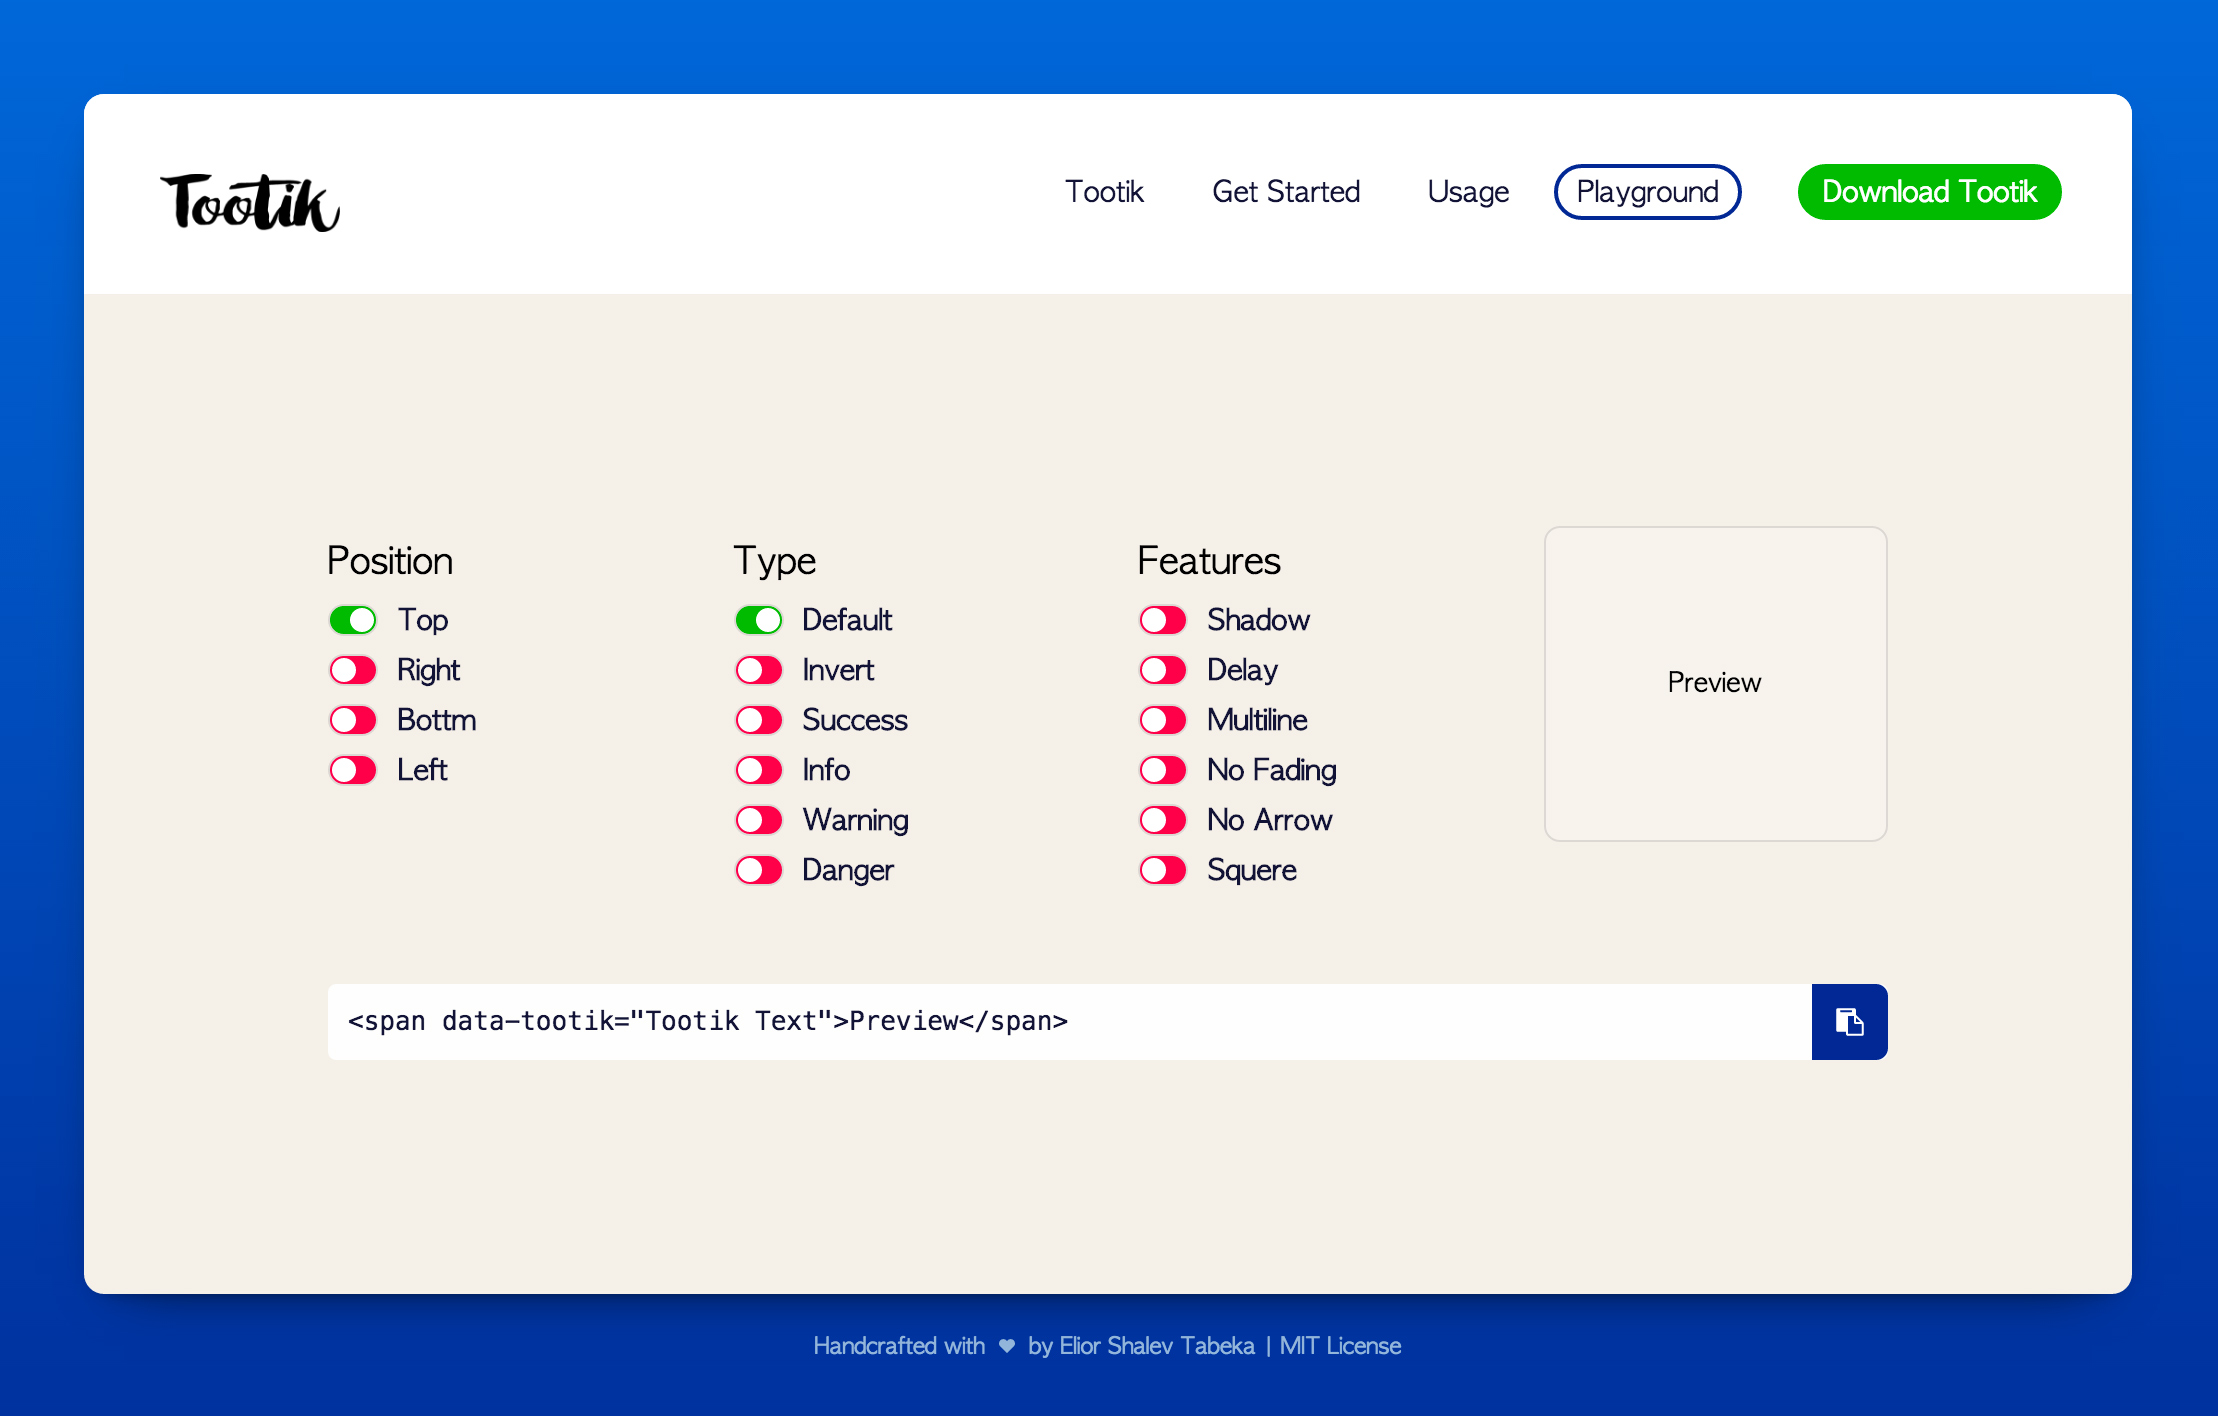 Tootik
Tootik Get Started Usage Playground Download Tootik
Position
Top
Right
Bottm
Left
Type
Default
Invert
Success
Info
Warning
Danger
Features
Shadow
Delay
Multiline
No Fading
No Arrow
Squere
Preview
<span data-tootik="Tootik Text">Preview</span>
Handcrafted with ♥ by Elior Shalev Tabeka | MIT License